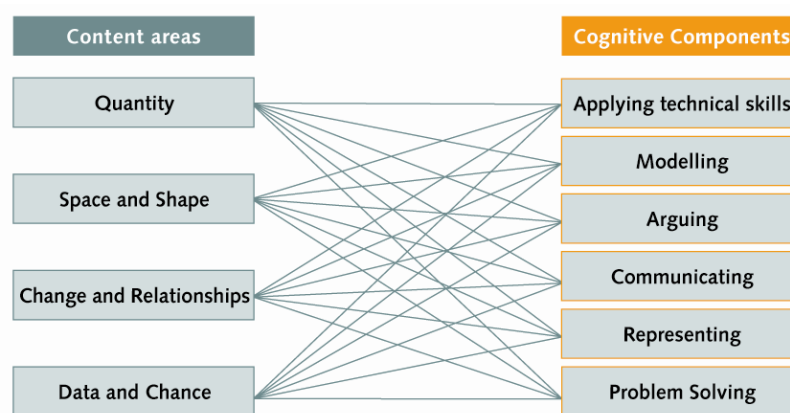 Content areas
Cognitive Components
Quantity
Applying technical skills
Modelling
Space and Shape
Arguing
Communicating
Change and Relationships
Representing
Data and Chance
Problem Solving